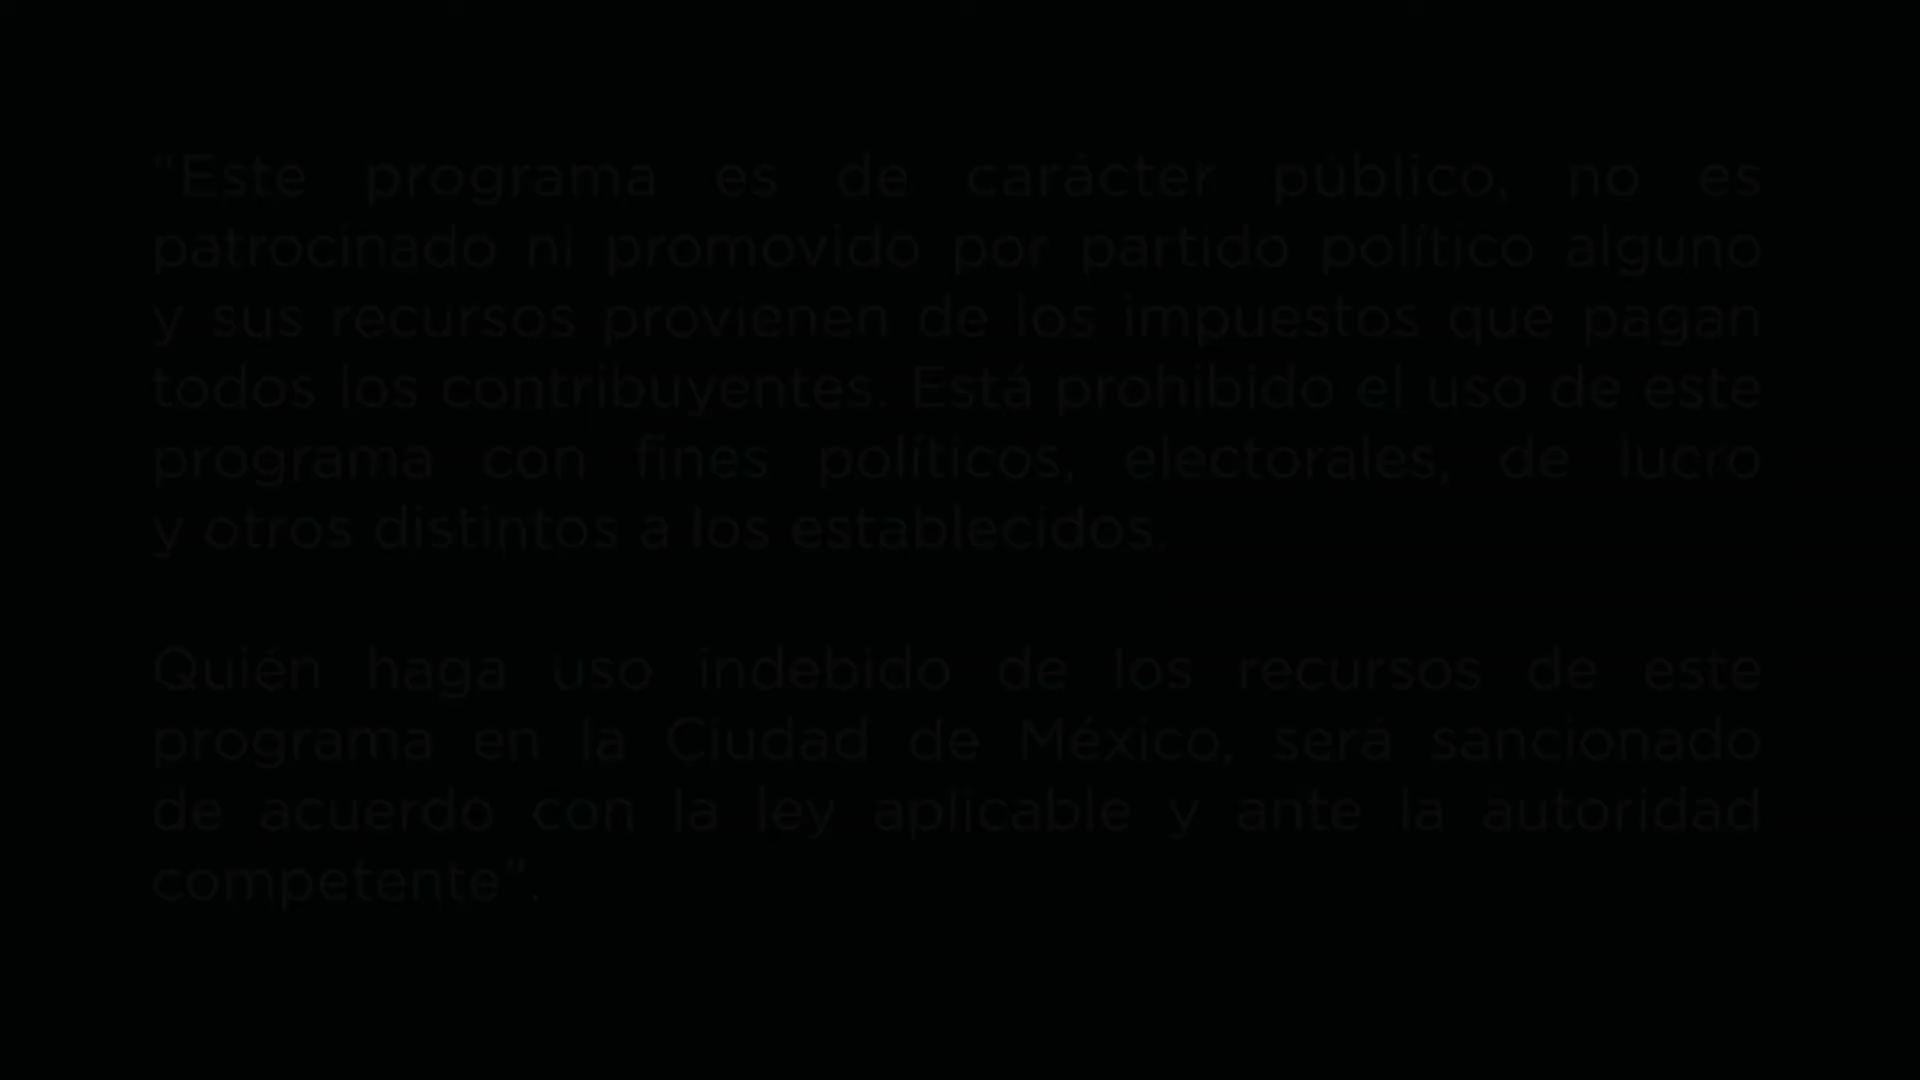 "Este programa es de carácter público, no es
patrocinado ni promovido por partido político alguno
y sus recursos provienen de los impuestos que pagan
todos los contribuyentes. Está prohibido el uso de este
programa con fines políticos, electorales, de lucro
y otros distintos a los establecidos.
Quién haga uso indebido de los recursos de este
programa en la Ciudad de México, será sancionado
de acuerdo con la ley aplicable y ante la autoridad
competente".